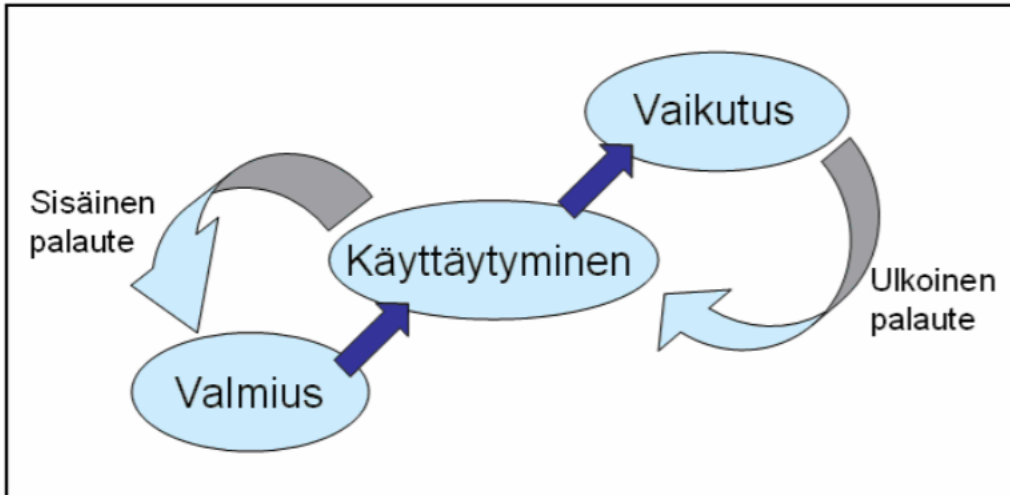 Vaikutus
Sisäinen
palaute
Käyttäytyminen
Ulkoinen
palaute
Valmius